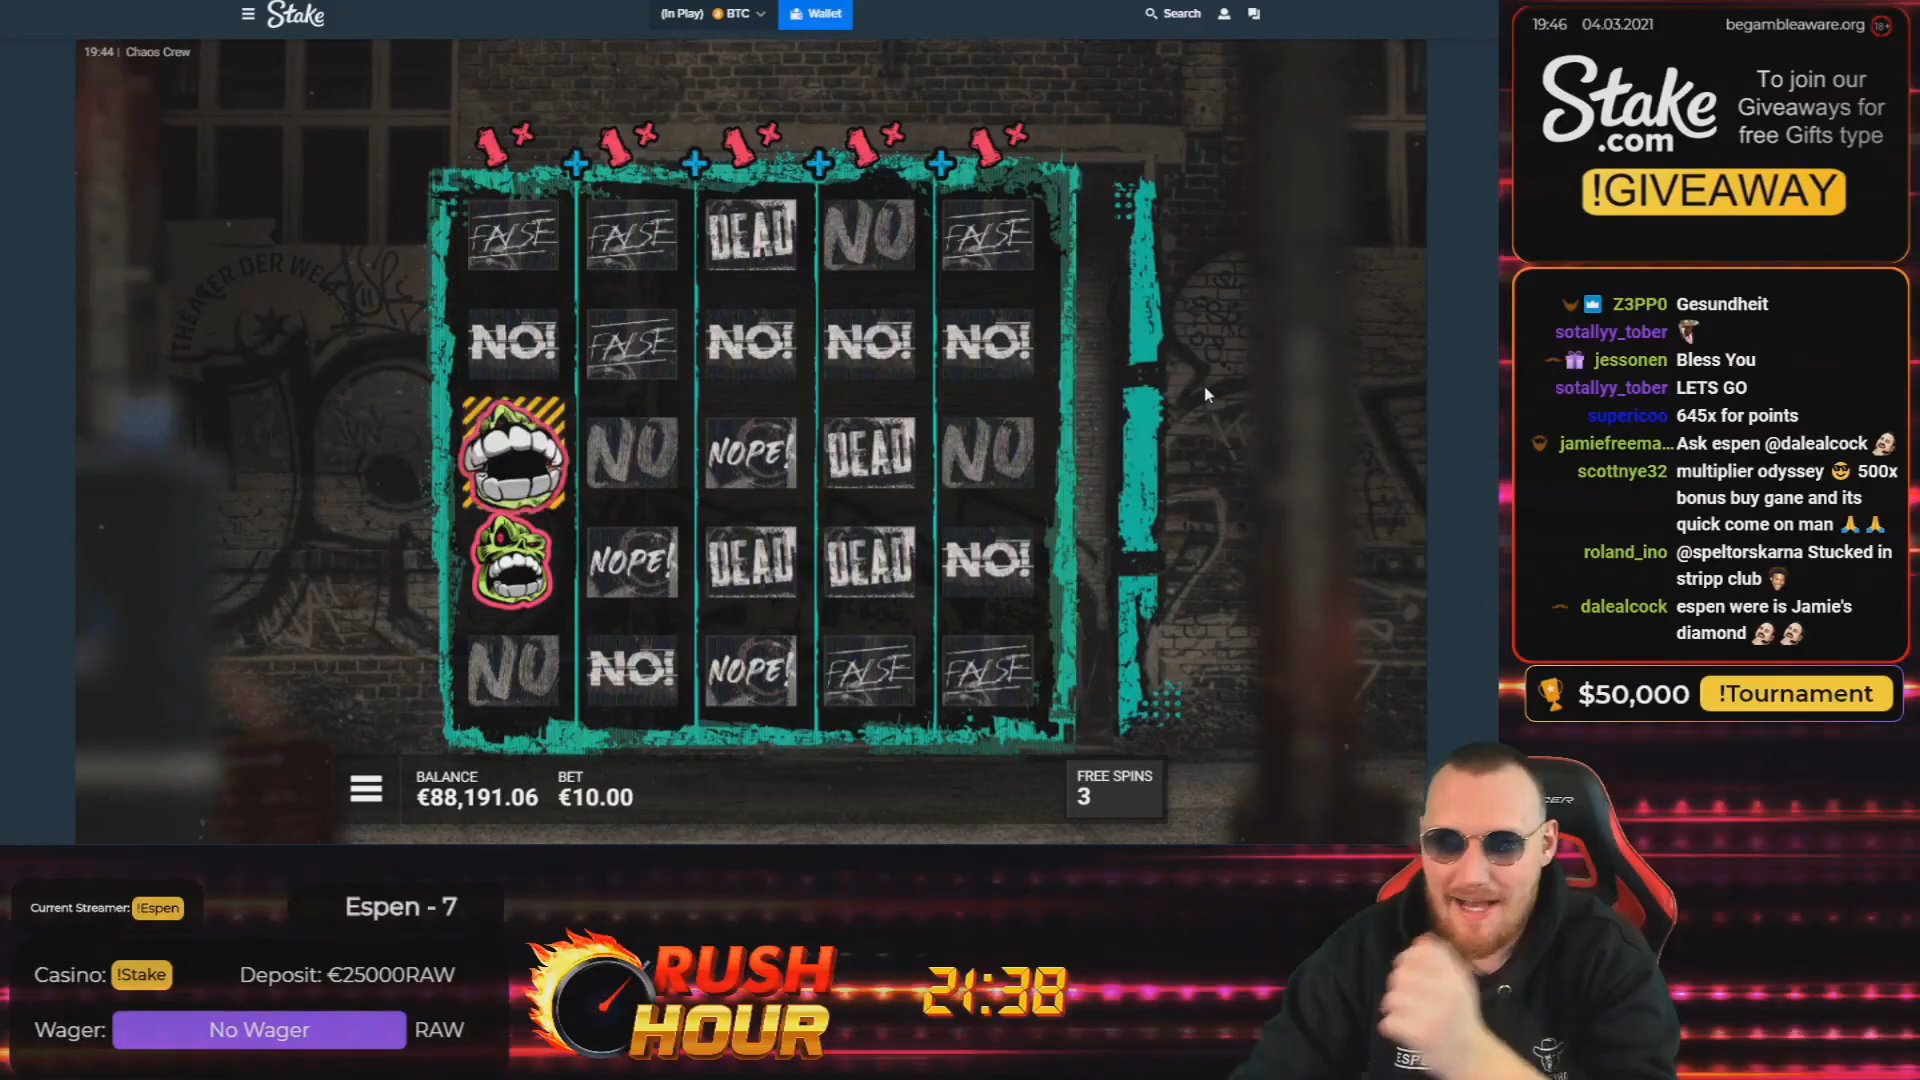 Stake
(In Play) BTC
Wallet
Search
19:44 | Chaos Crew
1x + 1x + 1x + 1x + 1x
FALSE FALSE DEAD NO FALSE
NO! FALSE NO! NO! NO!
NO NOPE! DEAD NO
NOPE! DEAD DEAD NO!
NO NO! NOPE! FALSE FALSE
THEATER DER
BALANCE
€88,191.06
BET
€10.00
FREE SPINS
3
19:46 04.03.2021 begambleaware.org 18+
Stake
.com
To join our
Giveaways for
free Gifts type
!GIVEAWAY
Z3PP0 Gesundheit
sotallyy_tober
jessonen Bless You
sotallyy_tober LETS GO
supericoo 645x for points
jamiefreema... Ask espen @dalealcock
scottnye32 multiplier odyssey 500x
bonus buy gane and its
quick come on man
roland_ino @speltorskarna Stucked in
stripp club
dalealcock espen were is Jamie's
diamond
$50,000 !Tournament
Current Streamer: !Espen
Espen - 7
Casino: !Stake
Deposit: €25000RAW
Wager: No Wager RAW
RUSH
HOUR
21:38
ESP